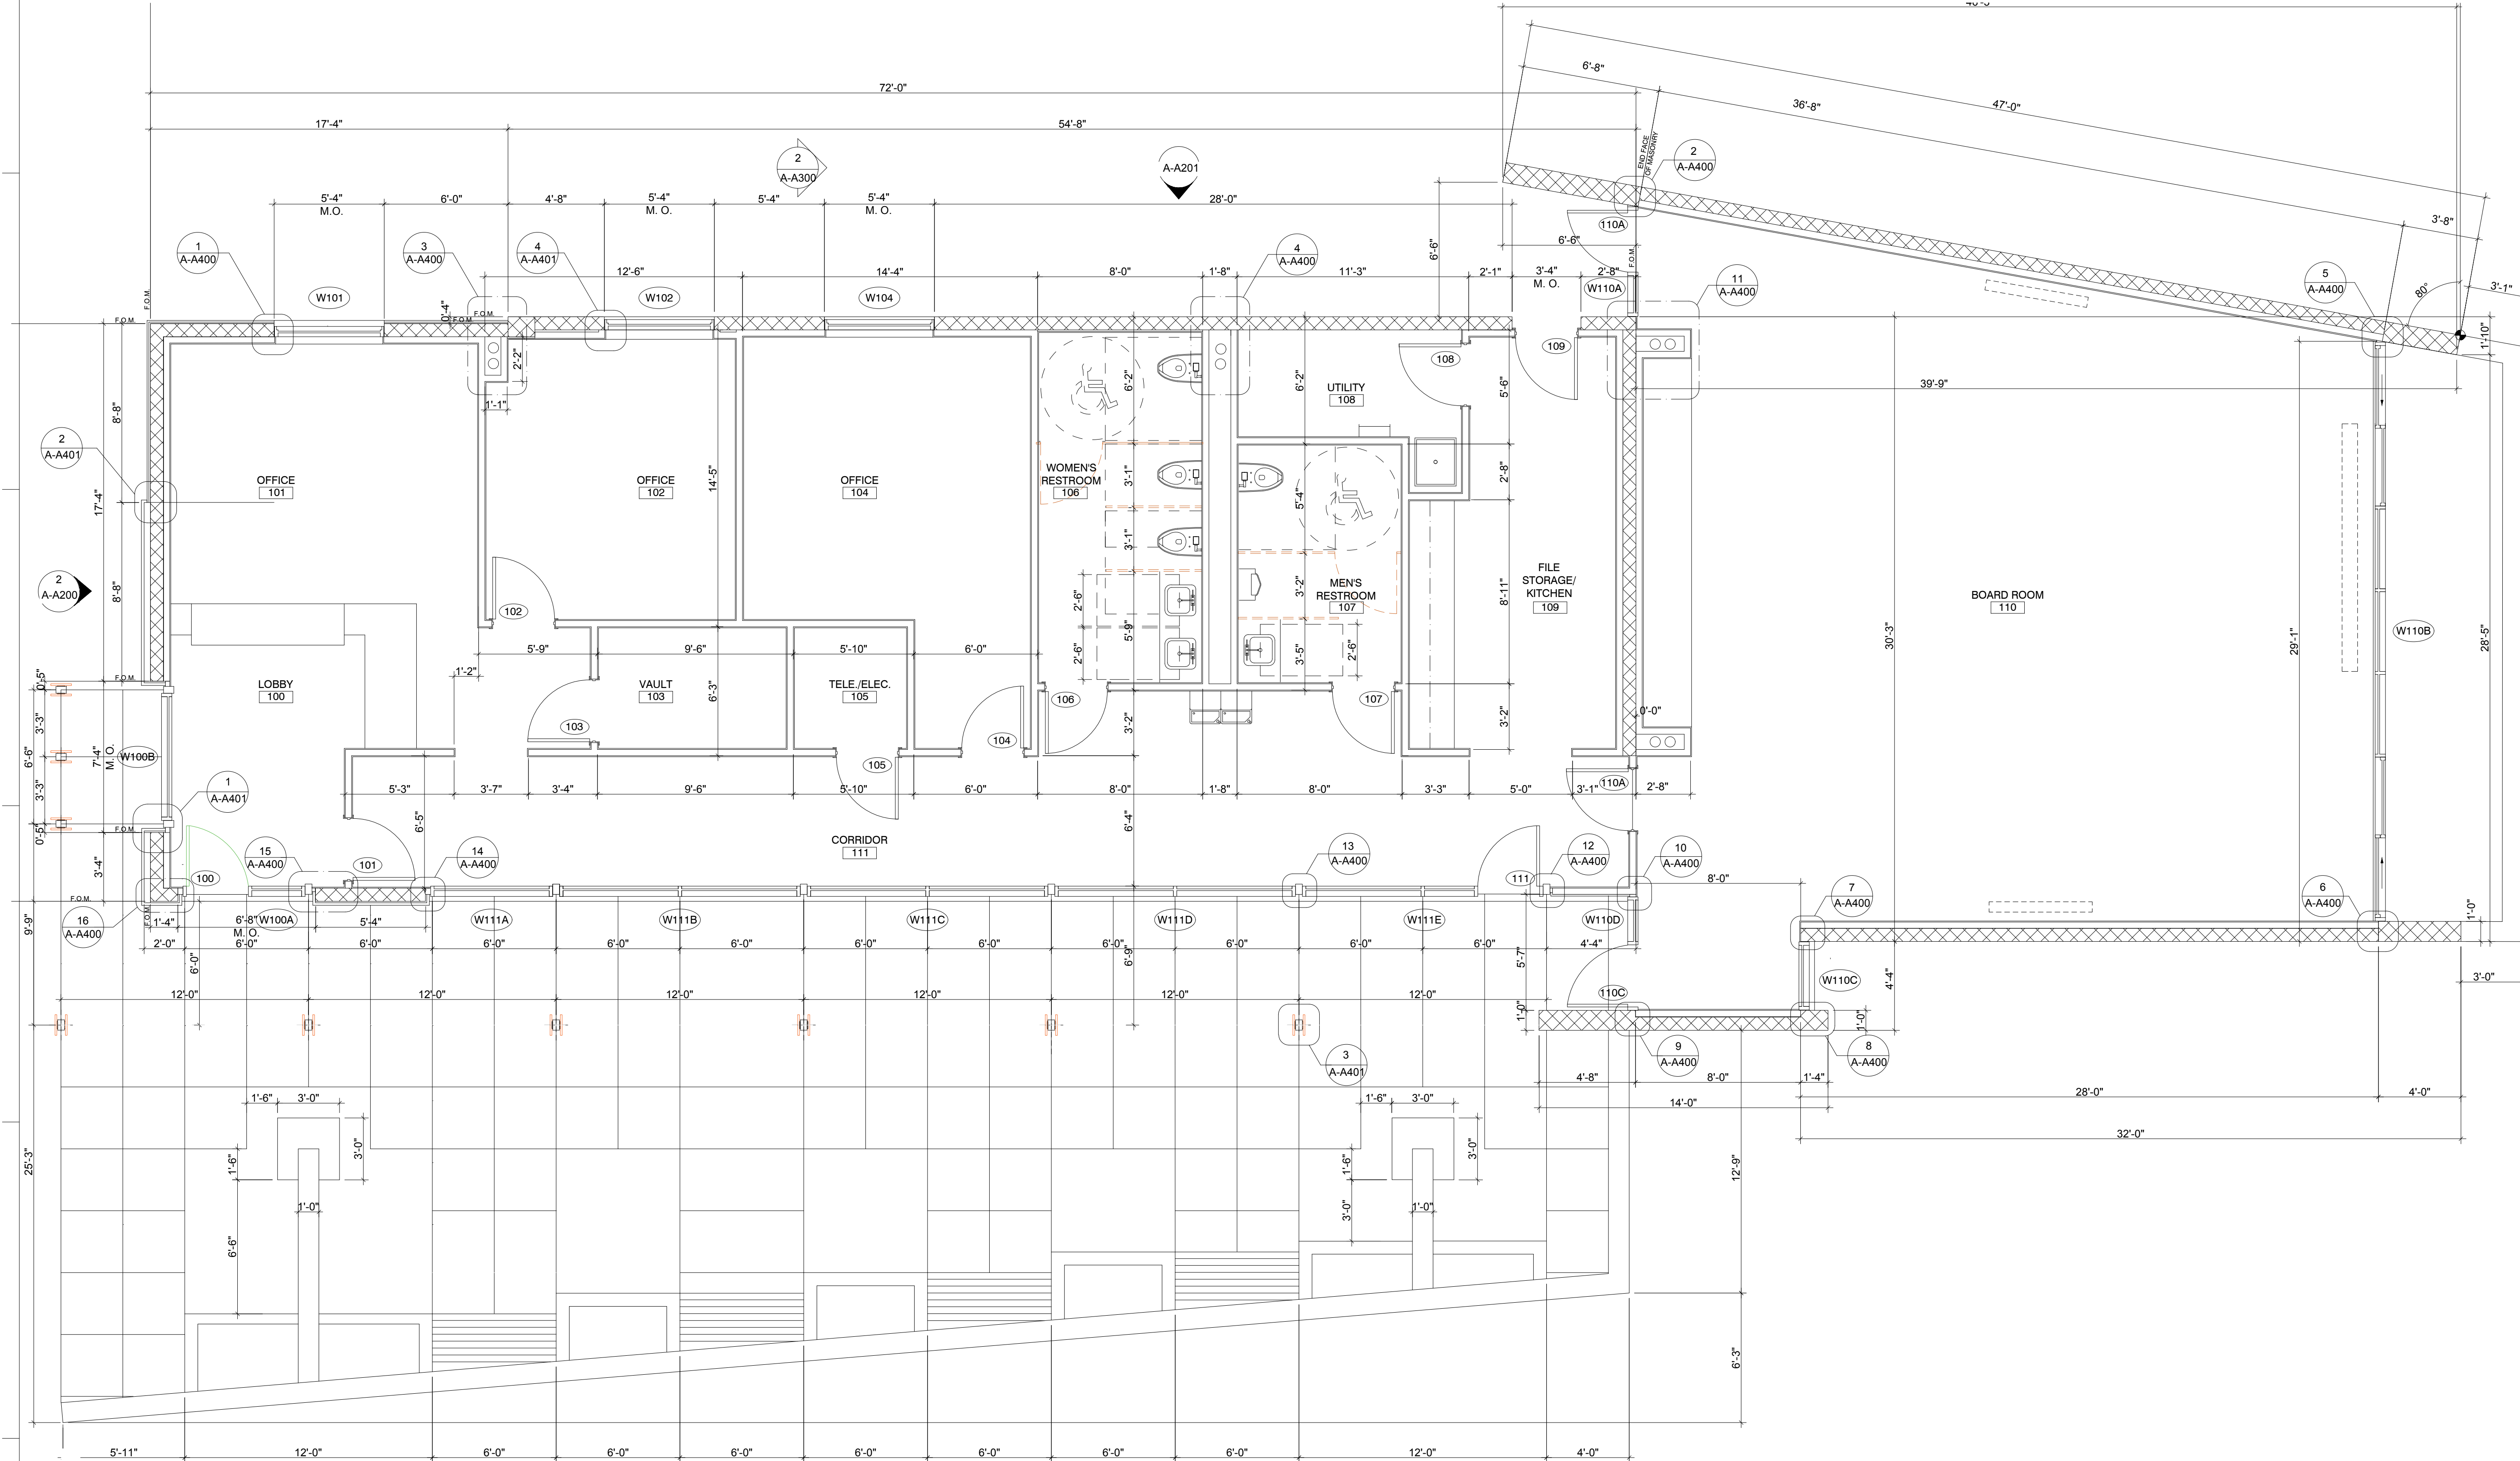 40'-5"
6'-8"
72'-0"
36'-8"
47'-0"
17'-4"
54'-8"
END FACE
OF MASONRY
2
A-A400
2
A-A300
A-A201
5'-4"
M.O.
6'-0"
4'-8"
5'-4"
M. O.
5'-4"
5'-4"
M. O.
28'-0"
110A
3'-8"
1
A-A400
3
A-A400
4
A-A401
4
A-A400
6'-6"
6'-6"
F.O.M.
12'-6"
14'-4"
8'-0"
1'-8"
11'-3"
2'-1"
3'-4"
M. O.
2'-8"
11
A-A400
5
A-A400
80°
3'-1"
F.O.M.
W101
W102
W104
W110A
F.O.M.
0'-4"
F.O.M.
F.O.M.
1'-10"
2'-2"
108
109
6'-2"
6'-2"
UTILITY
108
5'-6"
39'-9"
1'-1"
8'-8"
2
A-A401
OFFICE
101
OFFICE
102
OFFICE
104
WOMEN'S
RESTROOM
106
14'-5"
3'-1"
5'-4"
2'-8"
17'-4"
3'-1"
2
A-A200
8'-8"
102
2'-6"
3'-2"
MEN'S
RESTROOM
107
8'-11"
FILE
STORAGE/
KITCHEN
109
BOARD ROOM
110
W110B
30'-3"
29'-1"
28'-5"
5'-9"
9'-6"
5'-10"
6'-0"
2'-6"
5'-9"
3'-5"
2'-6"
1'-2"
F.O.M.
0'-5"
LOBBY
100
VAULT
103
TELE./ELEC.
105
6'-3"
106
107
3'-3"
103
104
3'-2"
3'-2"
0'-0"
6'-6"
7'-4"
M. O.
W100B
105
1
A-A401
3'-3"
5'-3"
3'-7"
3'-4"
9'-6"
5'-10"
6'-0"
8'-0"
1'-8"
8'-0"
3'-3"
5'-0"
3'-1"
110A
2'-8"
0'-5"
F.O.M.
6'-5"
6'-4"
CORRIDOR
111
15
A-A400
14
A-A400
13
A-A400
12
A-A400
10
A-A400
3'-4"
100
101
111
8'-0"
7
A-A400
6
A-A400
F.O.M.
F.O.M.
16
A-A400
1'-4"
6'-8"
M. O.
W100A
5'-4"
W111A
W111B
W111C
W111D
W111E
W110D
1'-0"
9'-9"
2'-0"
6'-0"
6'-0"
6'-0"
6'-0"
6'-0"
6'-0"
6'-0"
6'-0"
6'-0"
6'-0"
6'-0"
4'-4"
6'-0"
6'-9"
5'-7"
4'-4"
W110C
3'-0"
12'-0"
12'-0"
12'-0"
12'-0"
12'-0"
12'-0"
110C
1'-0"
1'-0"
3
A-A401
9
A-A400
8
A-A400
4'-8"
8'-0"
1'-4"
14'-0"
28'-0"
4'-0"
32'-0"
1'-6"
3'-0"
1'-6"
3'-0"
3'-0"
3'-0"
25'-3"
1'-6"
1'-6"
12'-9"
1'-0"
1'-0"
6'-6"
3'-0"
6'-3"
5'-11"
12'-0"
6'-0"
6'-0"
6'-0"
6'-0"
6'-0"
6'-0"
6'-0"
12'-0"
4'-0"